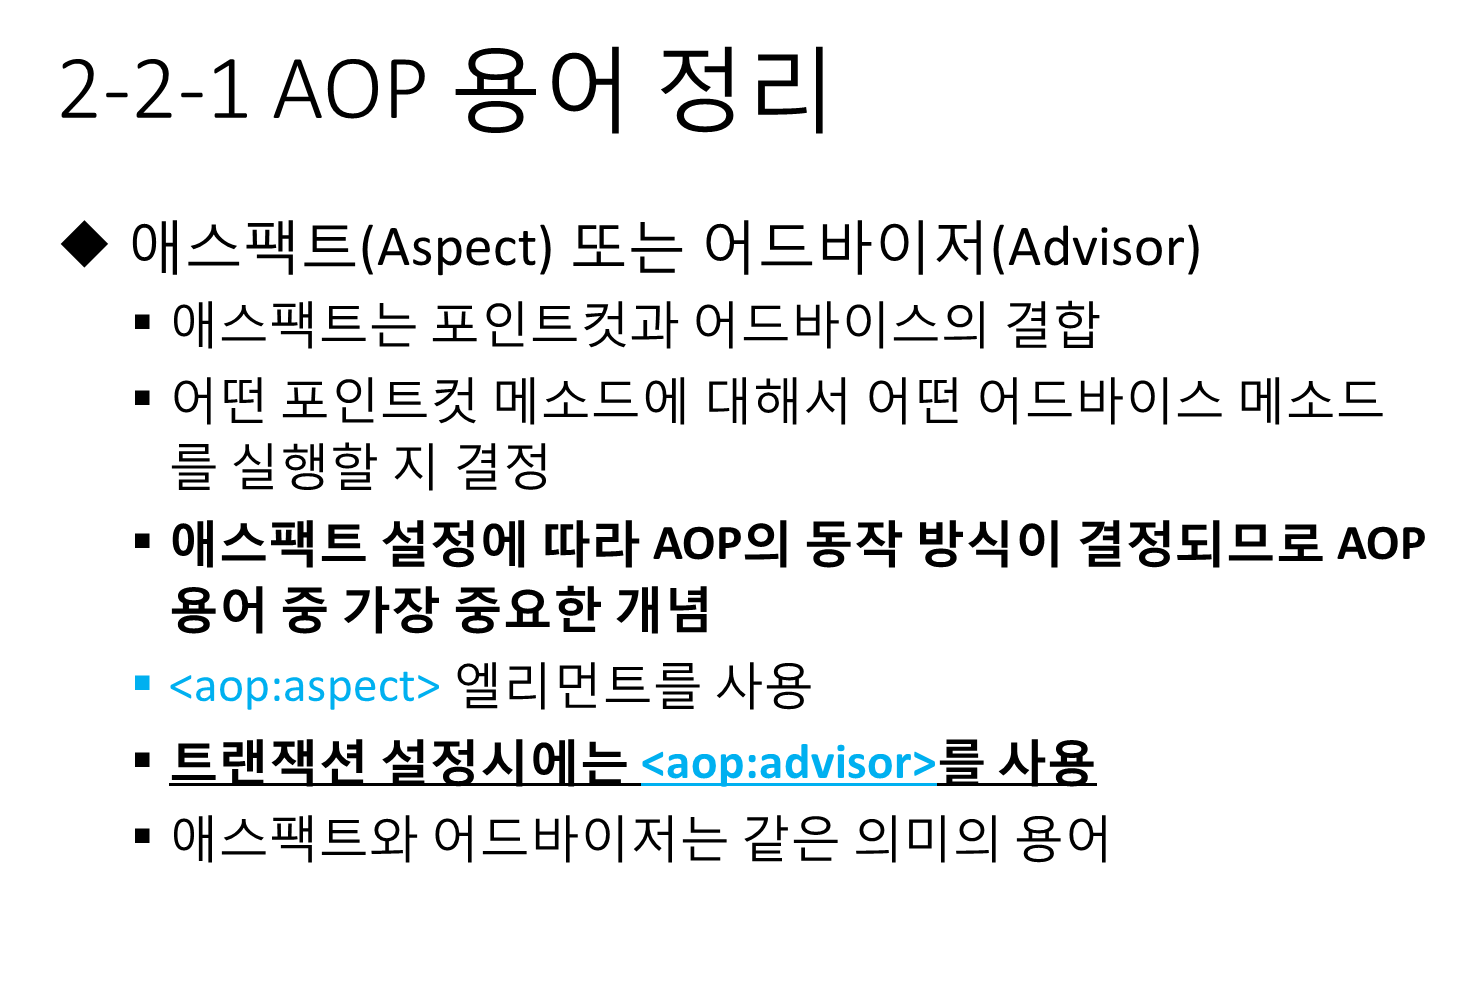 2-2-1 AOP 용어 정리
◆ 애스팩트(Aspect) 또는 어드바이저(Advisor)
▪ 애스팩트는 포인트컷과 어드바이스의 결합
▪ 어떤 포인트컷 메소드에 대해서 어떤 어드바이스 메소드
를 실행할 지 결정
▪ 애스팩트 설정에 따라 AOP의 동작 방식이 결정되므로 AOP
용어 중 가장 중요한 개념
▪ <aop:aspect> 엘리먼트를 사용
▪ 트랜잭션 설정시에는 <aop:advisor>를 사용
▪ 애스팩트와 어드바이저는 같은 의미의 용어